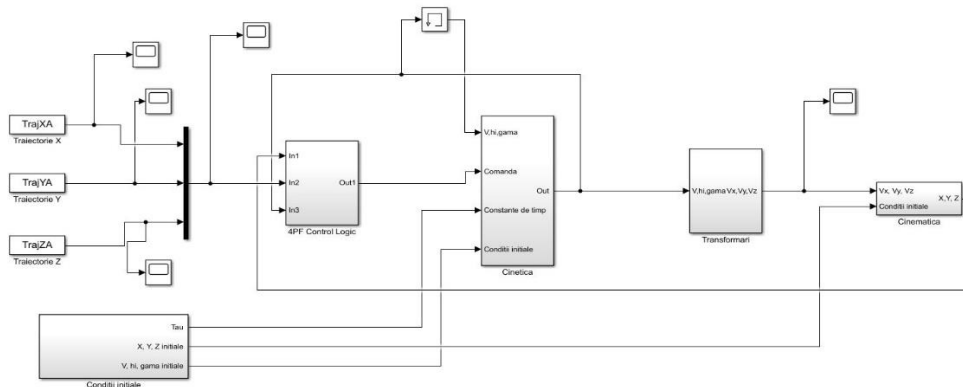 TrajXA
Traiectorie X
TrajYA
Traiectorie Y
TrajZA
Traiectorie Z
In1
In2
In3
Out1
4PF Control Logic
V,hi,gama
Comanda
Constante de timp
Conditii initiale
Out
Cinetica
V,hi,gama
Vx,Vy,Vz
Transformari
Vx, Vy, Vz
Conditii initiale
X,Y, Z
Cinematica
Tau
X, Y, Z initiale
V, hi, gama initiale
Conditii initiale